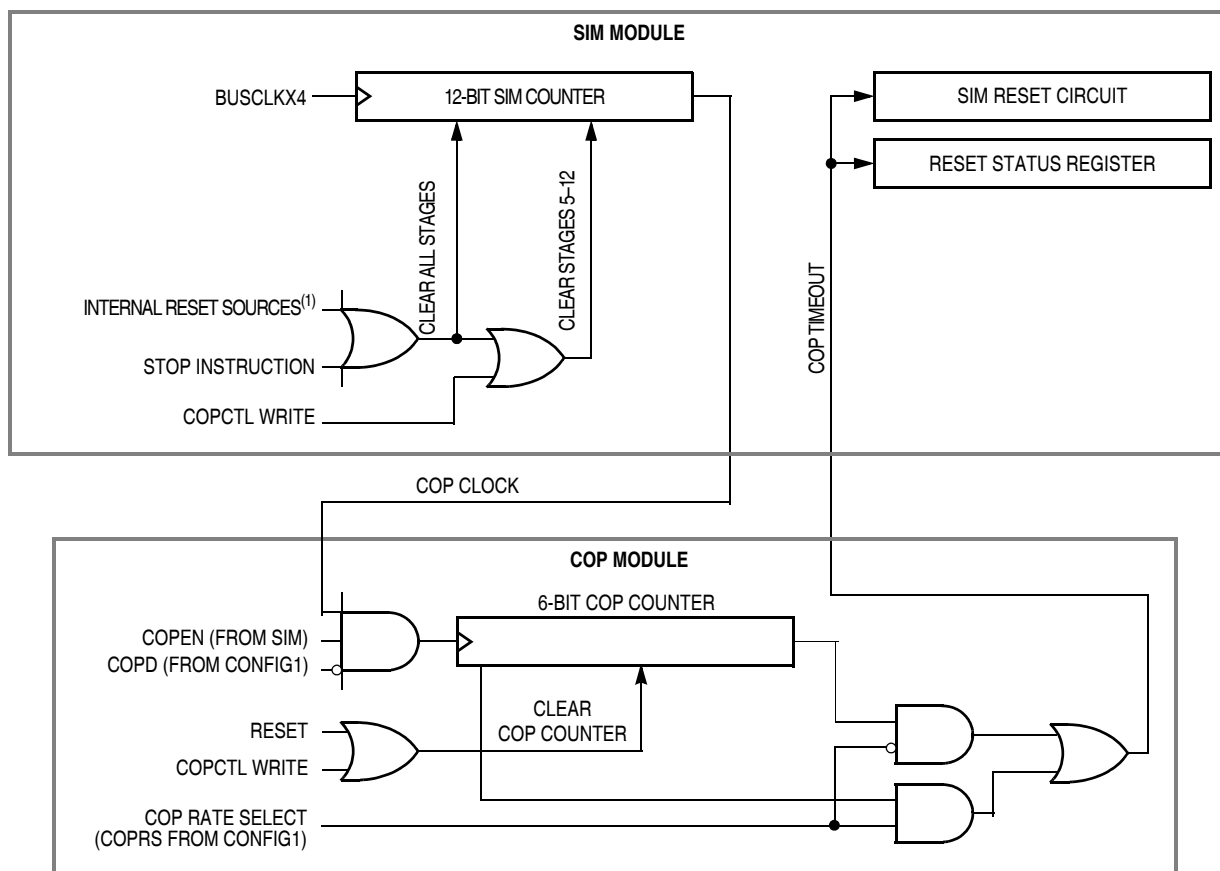 SIM MODULE
BUSCLKX4
12-BIT SIM COUNTER
SIM RESET CIRCUIT
RESET STATUS REGISTER
CLEAR ALL STAGES
CLEAR STAGES 5–12
COP TIMEOUT
INTERNAL RESET SOURCES(1)
STOP INSTRUCTION
COPCTL WRITE
COP CLOCK
COP MODULE
6-BIT COP COUNTER
COPEN (FROM SIM)
COPD (FROM CONFIG1)
CLEAR
COP COUNTER
RESET
COPCTL WRITE
COP RATE SELECT
(COPRS FROM CONFIG1)